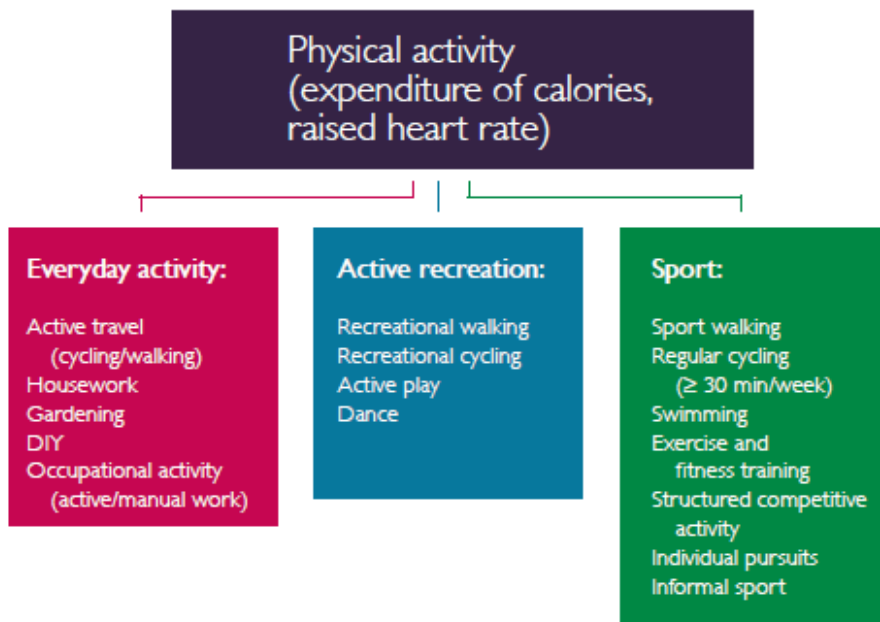 Physical activity
(expenditure of calories,
raised heart rate)
Everyday activity:
Active travel
(cycling/walking)
Housework
Gardening
DIY
Occupational activity
(active/manual work)
Active recreation:
Recreational walking
Recreational cycling
Active play
Dance
Sport:
Sport walking
Regular cycling
(≥ 30 min/week)
Swimming
Exercise and
fitness training
Structured competitive
activity
Individual pursuits
Informal sport